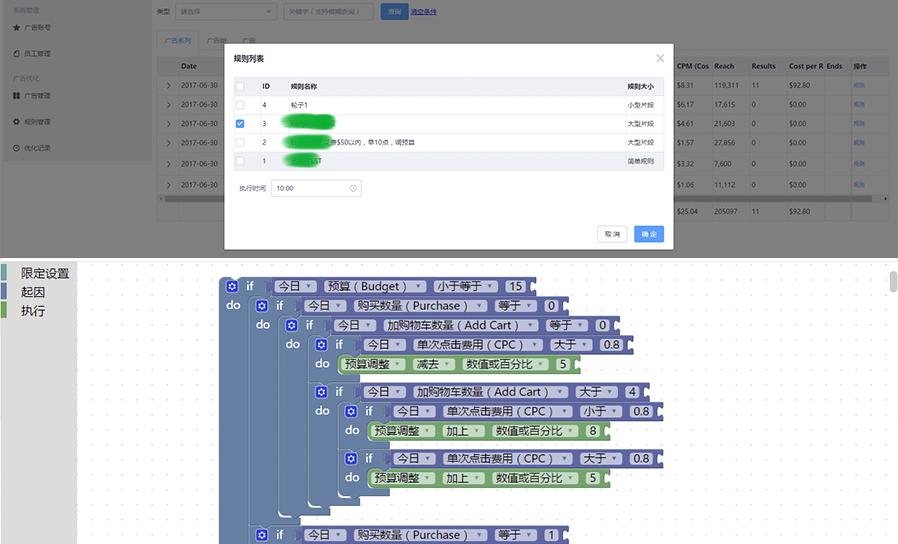 系统管理
类型 请选择 关键字（支持模糊查询） 查询 清空条件
广告账号
广告系列 广告组 广告
员工管理
规则列表
广告优化
Date CPM (Cos Reach Results Cost per R Ends 操作
广告管理
规则管理
优化记录
ID 规则名称 规则大小
4 轮子1 小型片段
3 大型片段
2 $50以内，带10点，调预算 大型片段
1 ST 简单规则
2017-06-30 $8.31 119,311 11 $92.80 规则
2017-06-30 $6.17 17,615 0 $0.00 规则
2017-06-30 $4.61 21,603 0 $0.00 规则
2017-06-30 $1.57 27,856 0 $0.00 规则
2017-06-30 $3.32 7,600 0 $0.00 规则
2017-06-30 $1.06 11,112 0 $0.00 规则
$25.04 205097 11 $92.80
执行时间 10:00
取消 确定
限定设置
起因
执行
if 今日 预算（Budget） 小于等于 15
do if 今日 购买数量（Purchase） 等于 0
do if 今日 加购物车数量（Add Cart） 等于 0
do if 今日 单次点击费用（CPC） 大于 0.8
do 预算调整 减去 数值或百分比 5
if 今日 加购物车数量（Add Cart） 大于 4
do if 今日 单次点击费用（CPC） 小于 0.8
do 预算调整 加上 数值或百分比 8
if 今日 单次点击费用（CPC） 大于 0.8
do 预算调整 加上 数值或百分比 5
if 今日 购买数量（Purchase） 等于 1